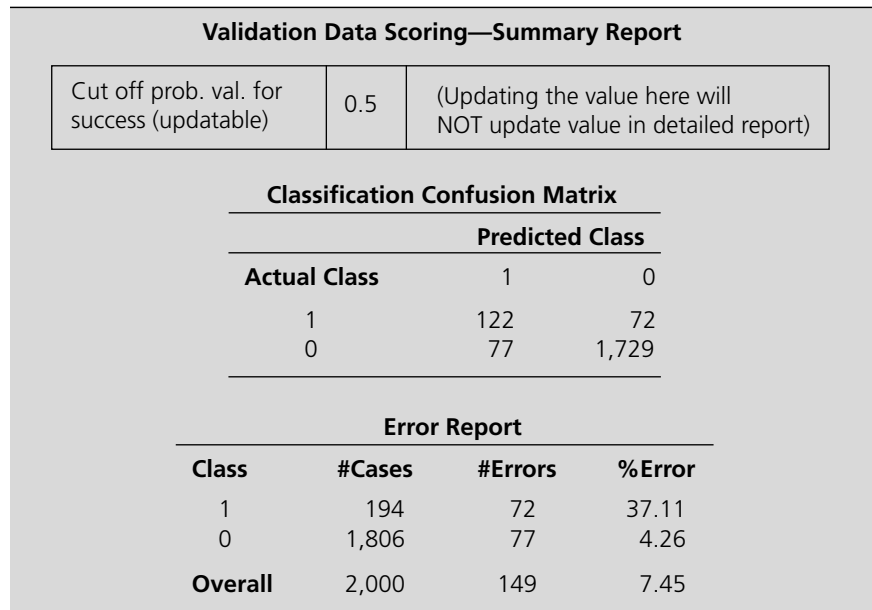 Validation Data Scoring—Summary Report
Cut off prob. val. for success (updatable) 0.5 (Updating the value here will NOT update value in detailed report)
Classification Confusion Matrix
Predicted Class
Actual Class 1 0
1 122 72
0 77 1,729
Error Report
Class #Cases #Errors %Error
1 194 72 37.11
0 1,806 77 4.26
Overall 2,000 149 7.45